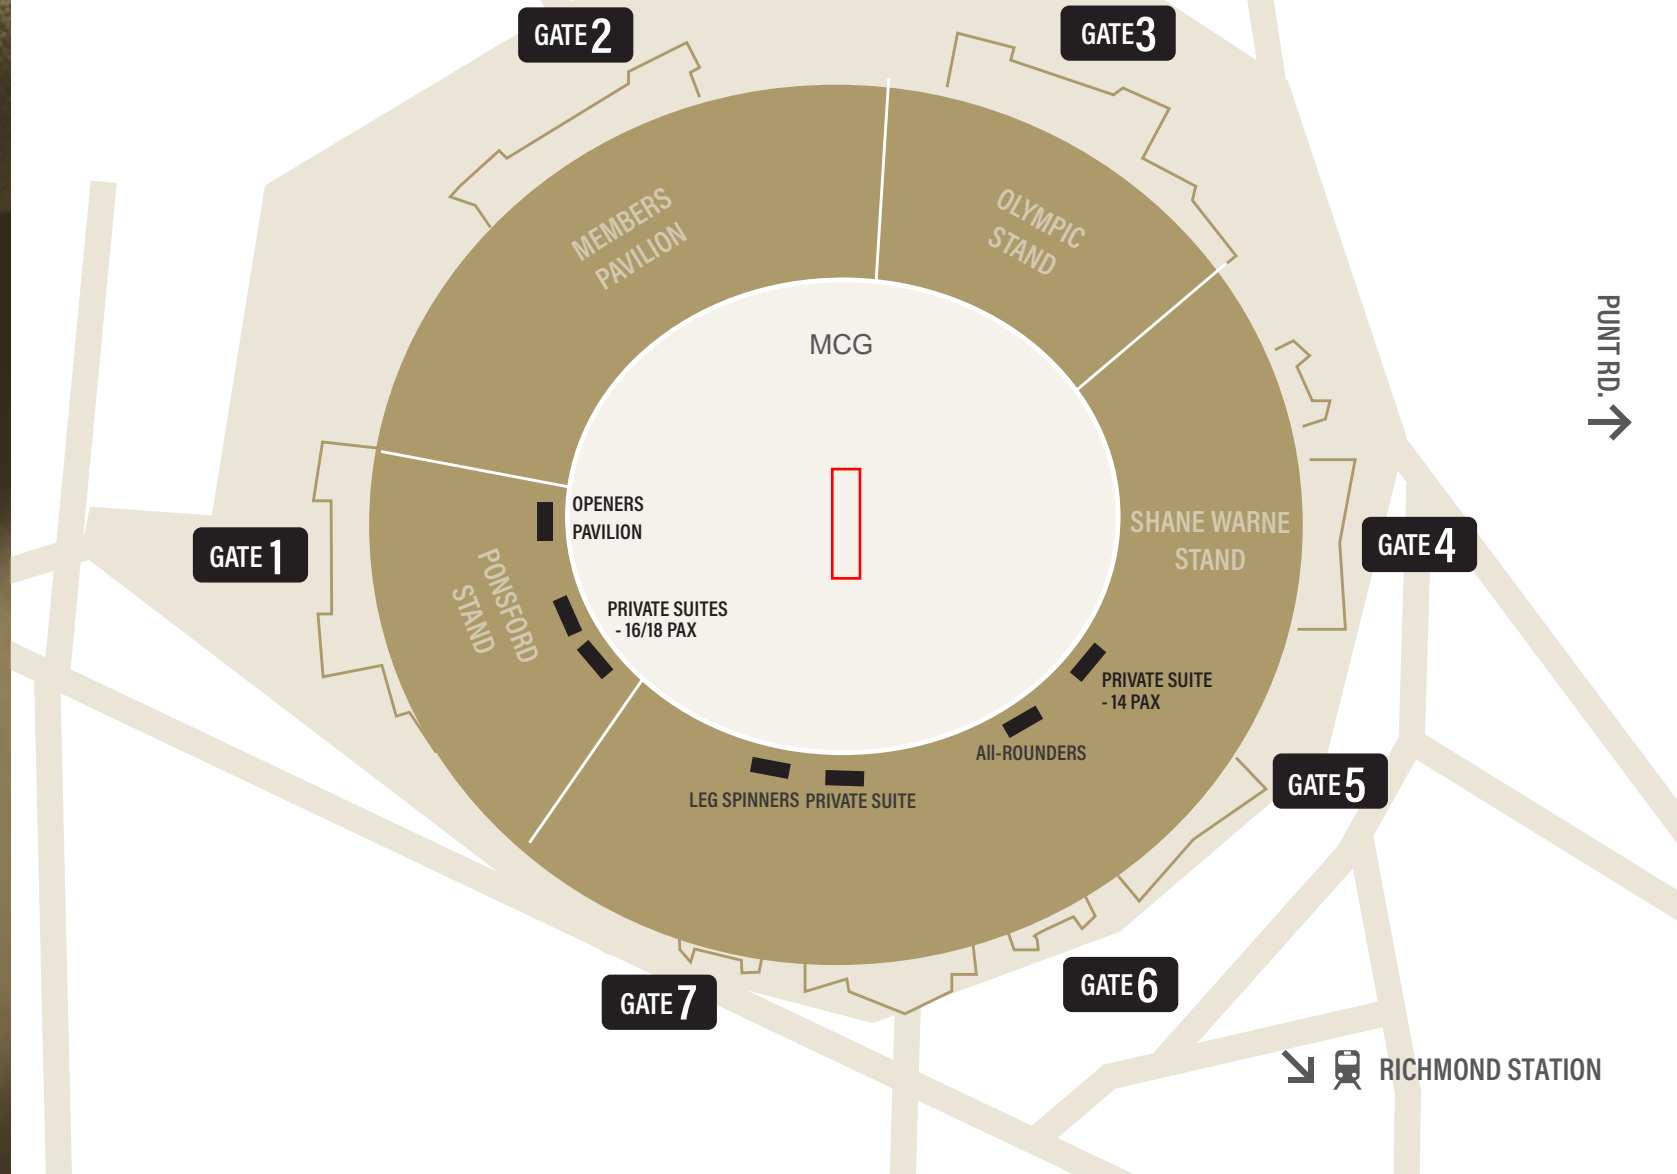 GATE 2
GATE 3
MEMBERS
PAVILION
OLYMPIC
STAND
MCG
PUNT RD.
OPENERS
PAVILION
GATE 1
PONSFORD
STAND
SHANE WARNE
STAND
GATE 4
PRIVATE SUITES
- 16/18 PAX
PRIVATE SUITE
- 14 PAX
All-ROUNDERS
LEG SPINNERS
PRIVATE SUITE
GATE 5
GATE 6
GATE 7
RICHMOND STATION